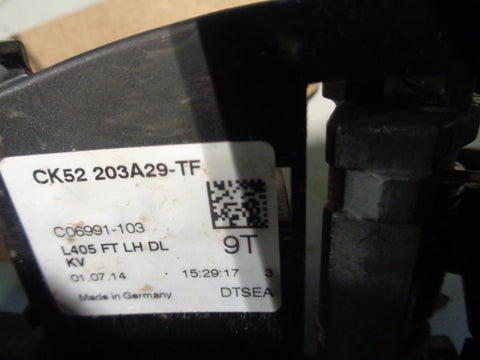 CK52 203A29-TF
C06991-103
L405 FT LH DL
KV
9T
01.07.14 15:29:17 3
Made in Germany DTSEA